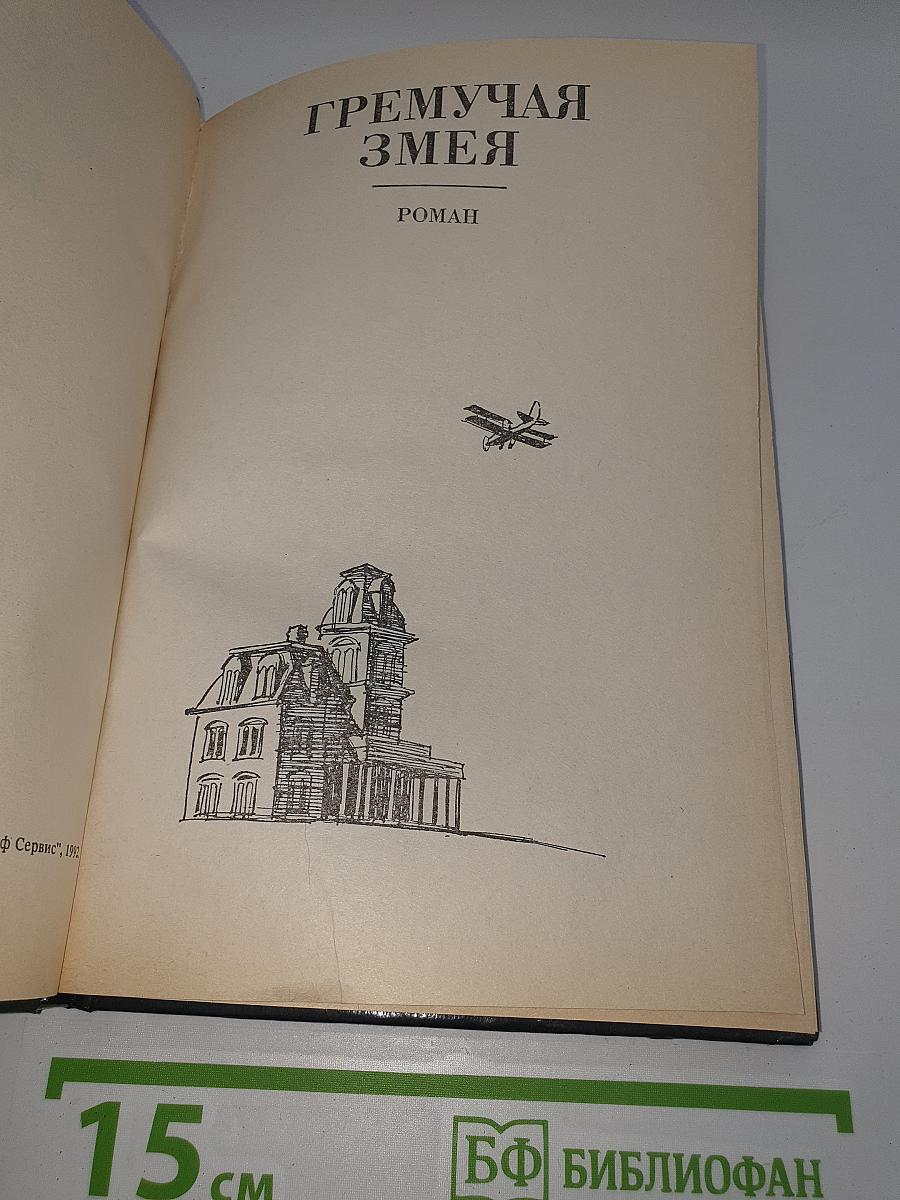 ГРЕМУЧАЯ
ЗМЕЯ
РОМАН
ф Сервис", 1992
15 см
БФ БИБЛИОФАН